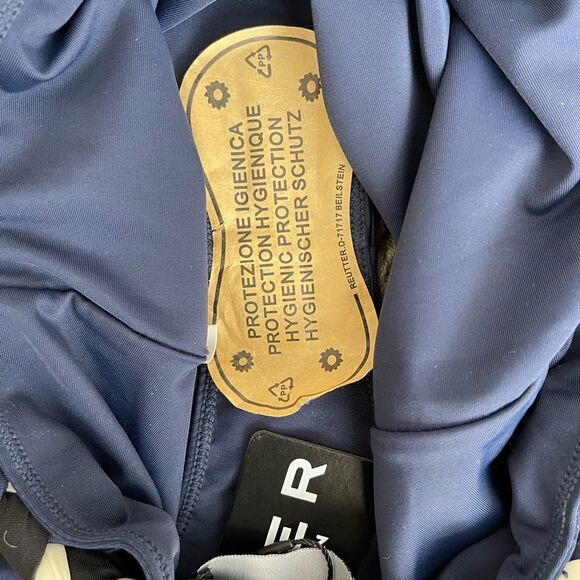 PP
PROTEZIONE IGIENICA
PROTECTION HYGIENIQUE
HYGIENIC PROTECTION
HYGIENISCHER SCHUTZ
REUTTER.D-71717 BEILSTEIN
PP
ER